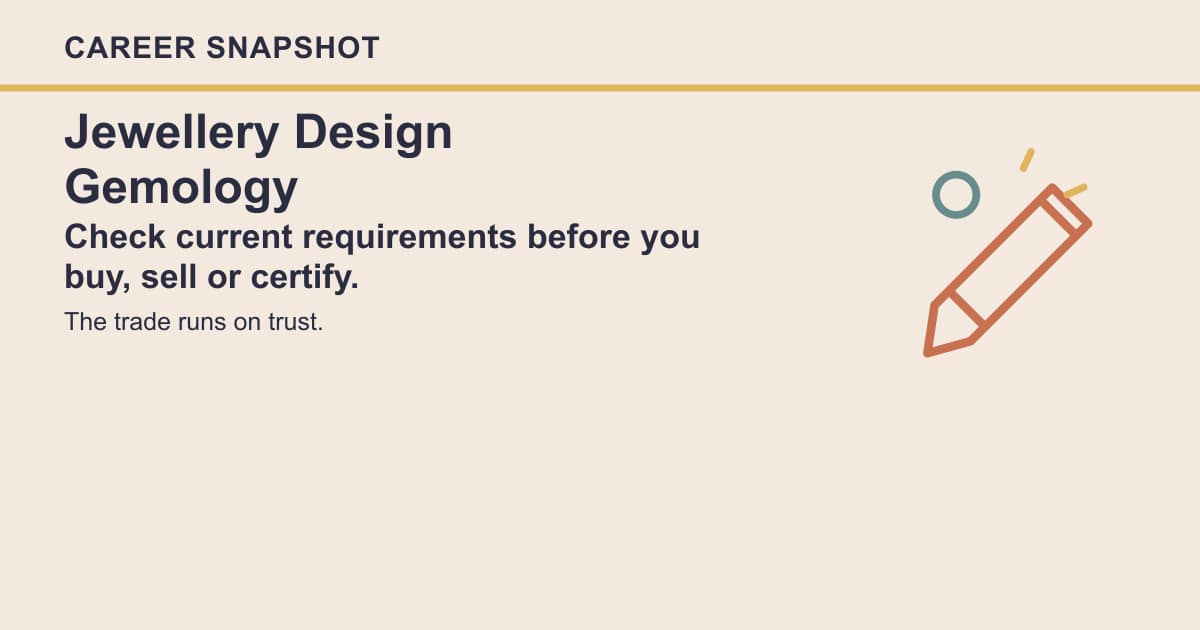 CAREER SNAPSHOT
Jewellery Design
Gemology
Check current requirements before you
buy, sell or certify.
The trade runs on trust.